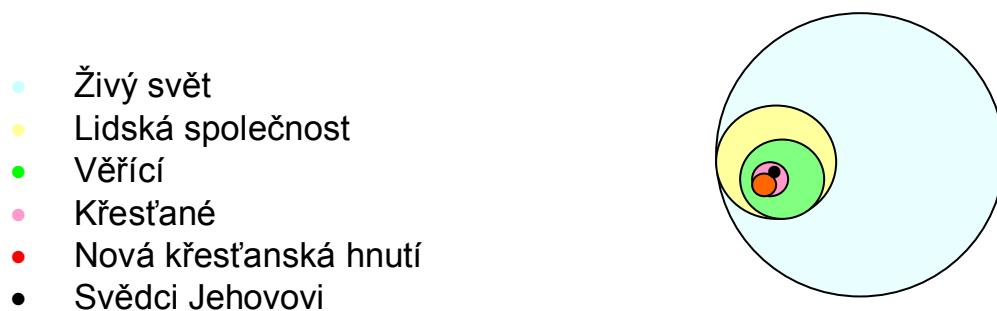 Živý svět
Lidská společnost
Věřící
Křesťané
Nová křesťanská hnutí
Svědci Jehovovi